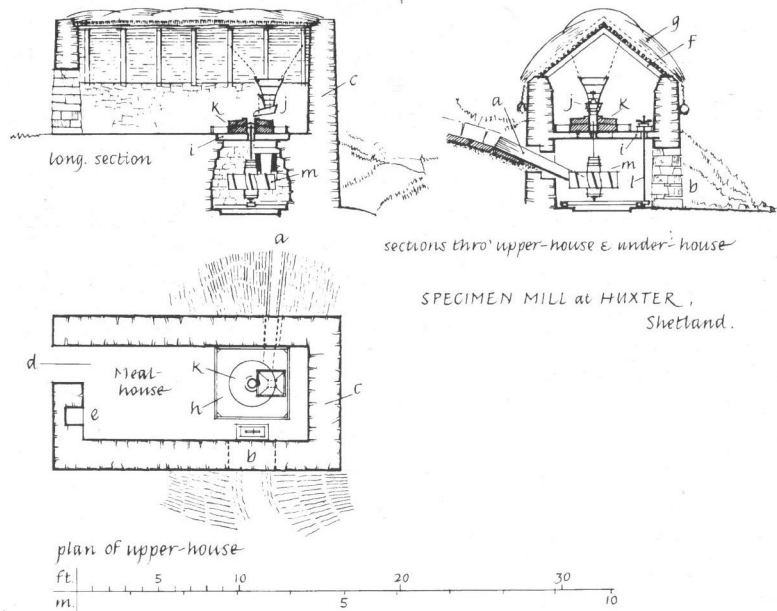 c
k
j
i
m
long. section
g
f
a
j
k
i
m
l
b
sections thro' upper-house & under-house
SPECIMEN MILL at HUXTER,
Shetland.
a
d
Meal-
house
k
h
c
e
b
plan of upper-house
ft. 5 10 20 30
m. 5 10